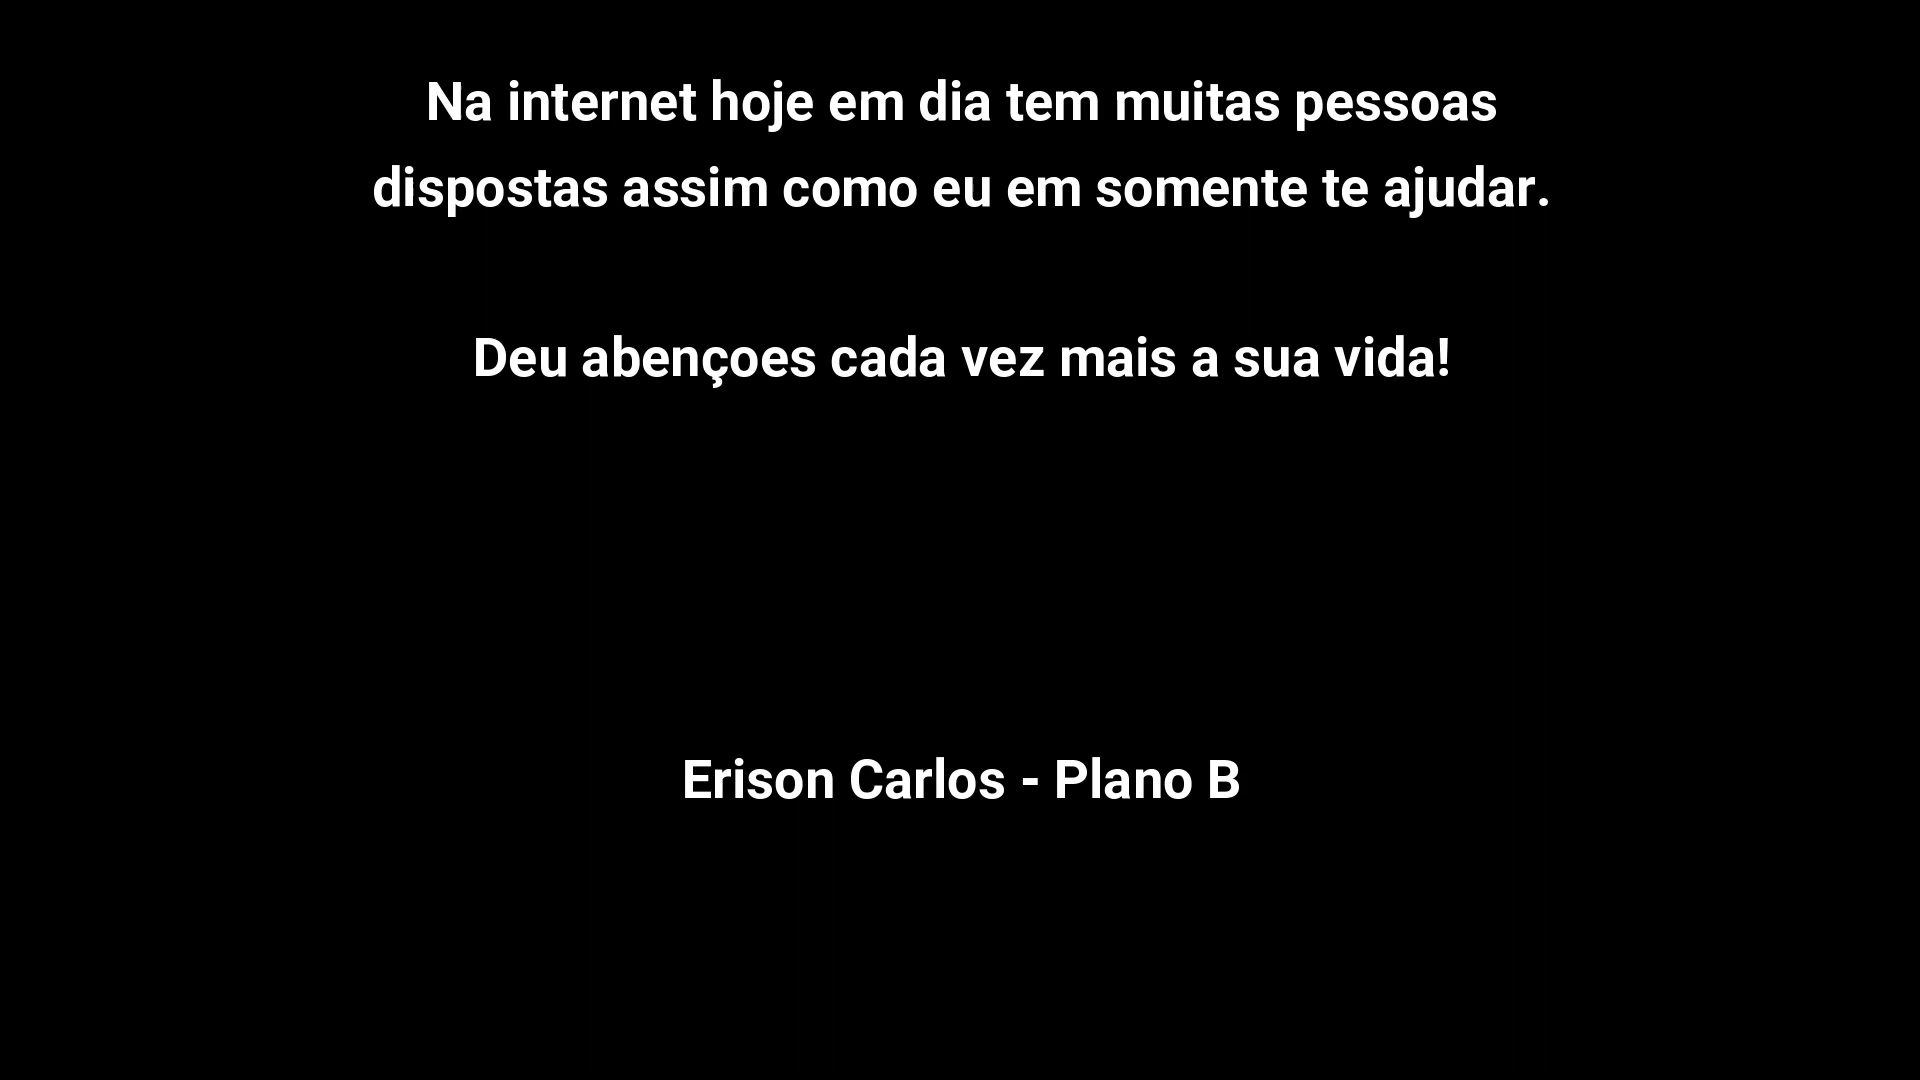 Na internet hoje em dia tem muitas pessoas
dispostas assim como eu em somente te ajudar.
Deu abençoes cada vez mais a sua vida!
Erison Carlos - Plano B